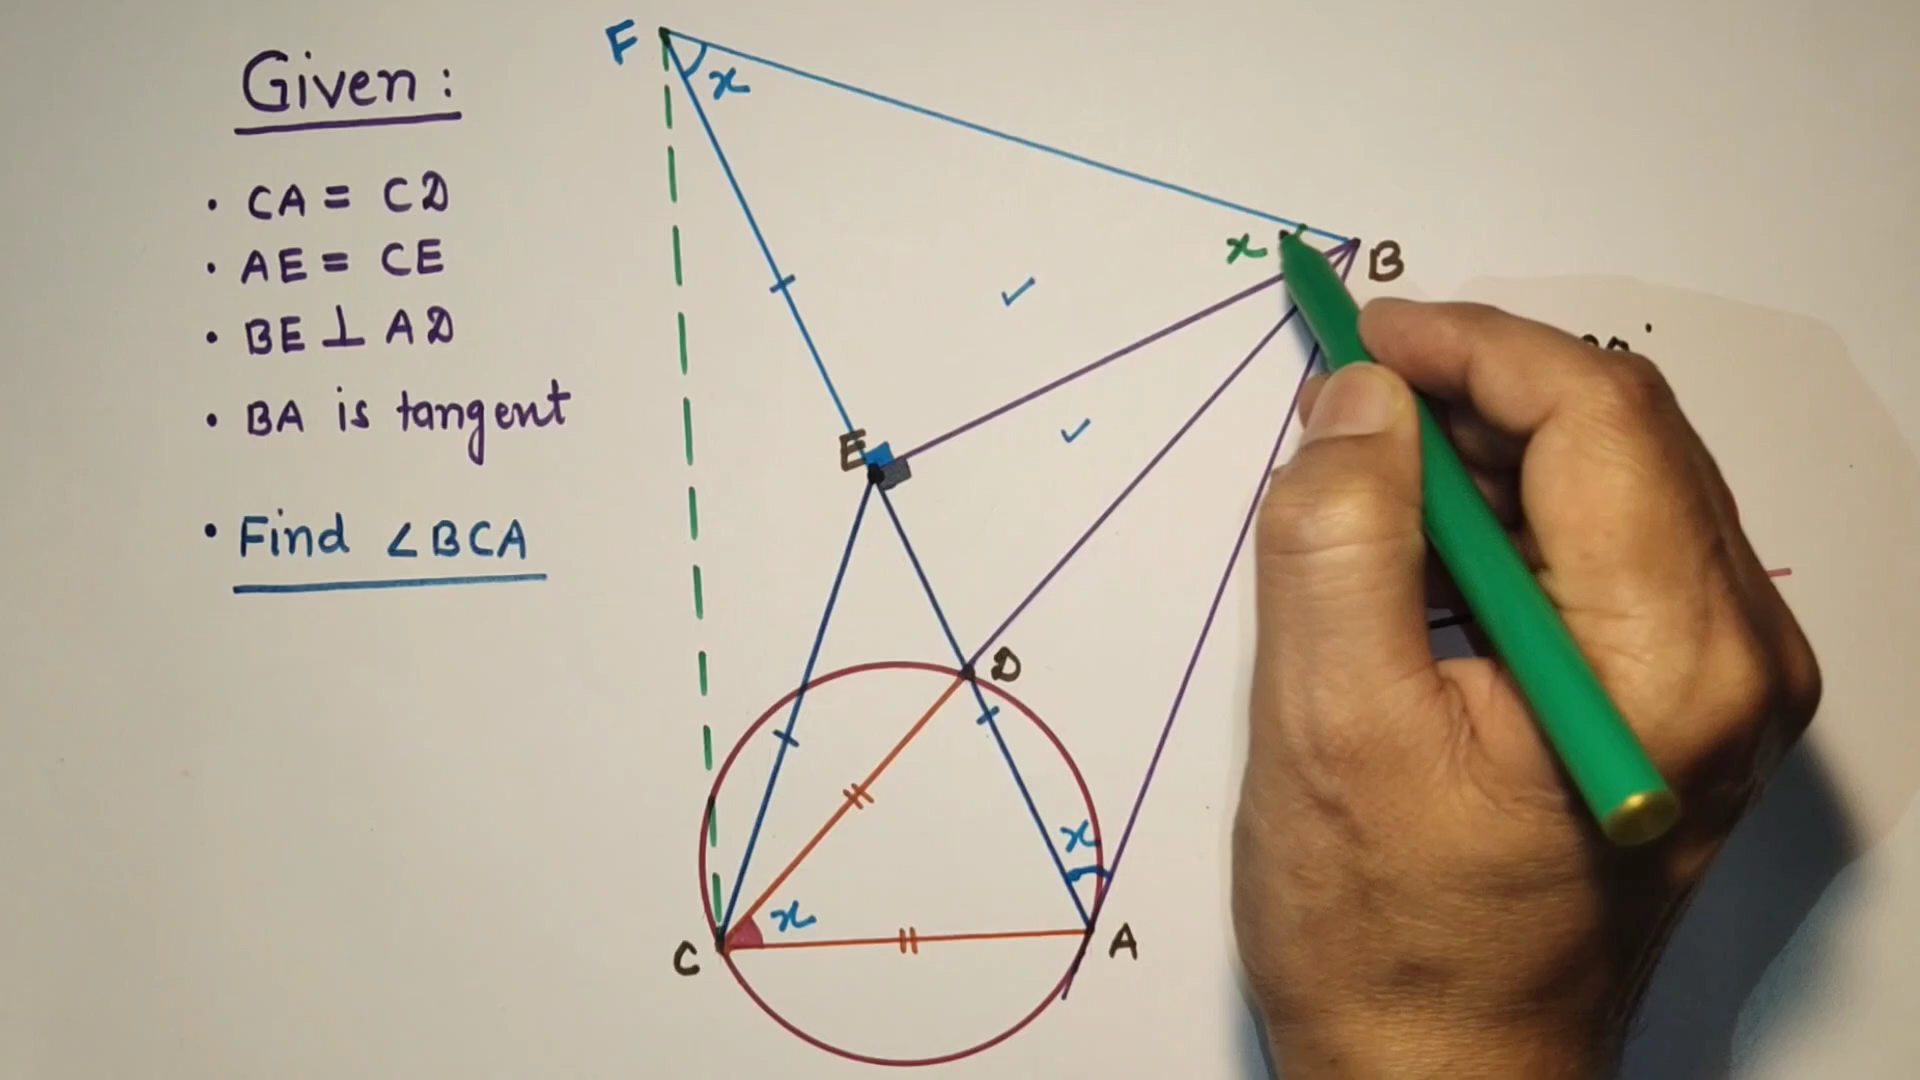 Given:
• CA = CD
• AE = CE
• BE ⊥ AD
• BA is tangent
• Find ∠BCA
F
x
x
B
E
D
x
x
C
A